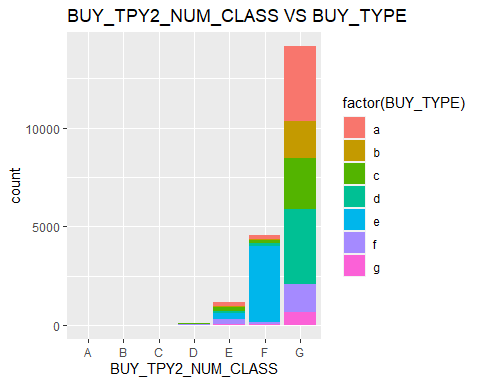 BUY_TPY2_NUM_CLASS VS BUY_TYPE
count
10000
5000
0
A B C D E F G
BUY_TPY2_NUM_CLASS
factor(BUY_TYPE)
a
b
c
d
e
f
g